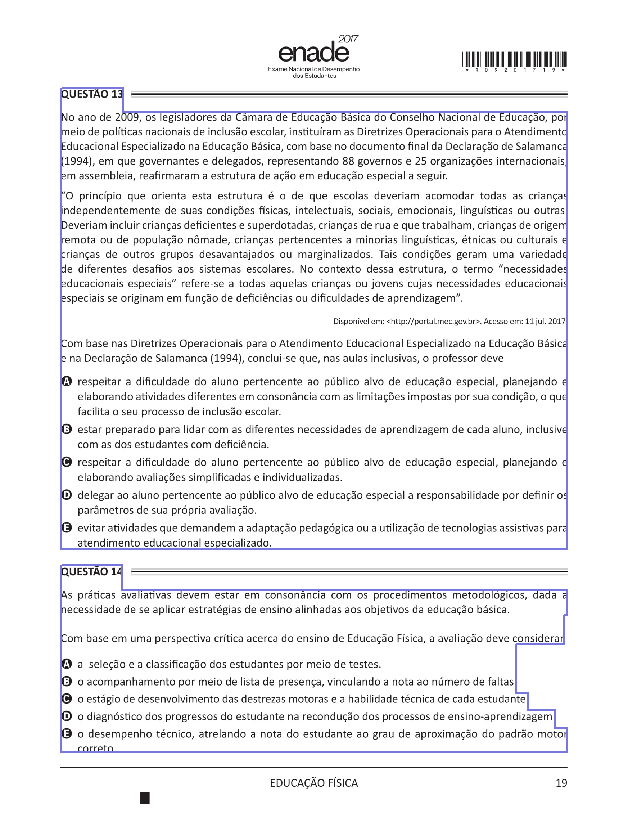 enade 2017
Exame Nacional de Desempenho
dos Estudantes
*R0920171 9*
QUESTÃO 13
No ano de 2009, os legisladores da Câmara de Educação Básica do Conselho Nacional de Educação, por
meio de políticas nacionais de inclusão escolar, instituíram as Diretrizes Operacionais para o Atendimento
Educacional Especializado na Educação Básica, com base no documento final da Declaração de Salamanca
(1994), em que governantes e delegados, representando 88 governos e 25 organizações internacionais,
em assembleia, reafirmaram a estrutura de ação em educação especial a seguir.
“O princípio que orienta esta estrutura é o de que escolas deveriam acomodar todas as crianças
independentemente de suas condições físicas, intelectuais, sociais, emocionais, linguísticas ou outras.
Deveriam incluir crianças deficientes e superdotadas, crianças de rua e que trabalham, crianças de origem
remota ou de população nômade, crianças pertencentes a minorias linguísticas, étnicas ou culturais e
crianças de outros grupos desavantajados ou marginalizados. Tais condições geram uma variedade
de diferentes desafios aos sistemas escolares. No contexto dessa estrutura, o termo “necessidades
educacionais especiais” refere-se a todas aquelas crianças ou jovens cujas necessidades educacionais
especiais se originam em função de deficiências ou dificuldades de aprendizagem”.
Disponível em: <http://portal.mec.gov.br>. Acesso em: 11 jul. 2017
Com base nas Diretrizes Operacionais para o Atendimento Educacional Especializado na Educação Básica
e na Declaração de Salamanca (1994), conclui-se que, nas aulas inclusivas, o professor deve
A respeitar a dificuldade do aluno pertencente ao público alvo de educação especial, planejando e
elaborando atividades diferentes em consonância com as limitações impostas por sua condição, o que
facilita o seu processo de inclusão escolar.
B estar preparado para lidar com as diferentes necessidades de aprendizagem de cada aluno, inclusive
com as dos estudantes com deficiência.
C respeitar a dificuldade do aluno pertencente ao público alvo de educação especial, planejando e
elaborando avaliações simplificadas e individualizadas.
D delegar ao aluno pertencente ao público alvo de educação especial a responsabilidade por definir os
parâmetros de sua própria avaliação.
E evitar atividades que demandem a adaptação pedagógica ou a utilização de tecnologias assistivas para
atendimento educacional especializado.
QUESTÃO 14
As práticas avaliativas devem estar em consonância com os procedimentos metodológicos, dada a
necessidade de se aplicar estratégias de ensino alinhadas aos objetivos da educação básica.
Com base em uma perspectiva crítica acerca do ensino de Educação Física, a avaliação deve considerar
A a seleção e a classificação dos estudantes por meio de testes.
B o acompanhamento por meio de lista de presença, vinculando a nota ao número de faltas
C o estágio de desenvolvimento das destrezas motoras e a habilidade técnica de cada estudante
D o diagnóstico dos progressos do estudante na recondução dos processos de ensino-aprendizagem
E o desempenho técnico, atrelando a nota do estudante ao grau de aproximação do padrão motor
correto
EDUCAÇÃO FÍSICA
19